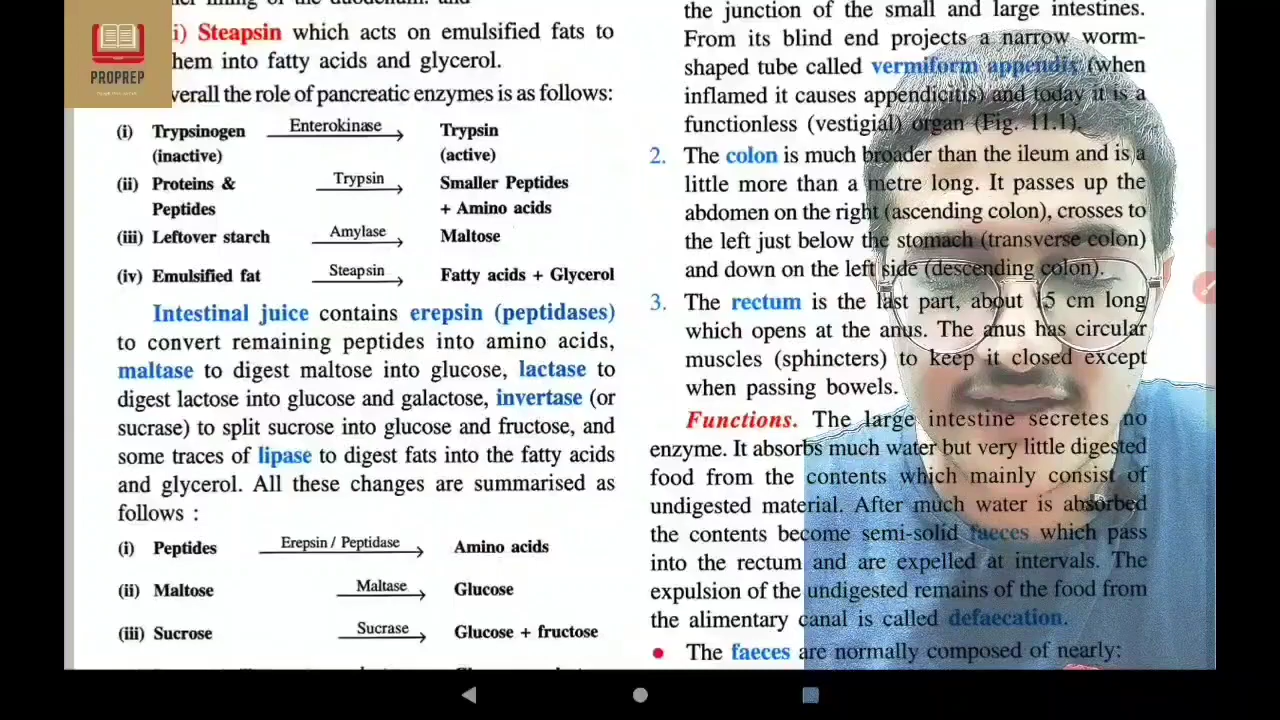 PROPREP
i) Steapsin which acts on emulsified fats to
hem into fatty acids and glycerol.
verall the role of pancreatic enzymes is as follows:
(i) Trypsinogen Enterokinase Trypsin
(inactive) (active)
(ii) Proteins & Trypsin Smaller Peptides
Peptides + Amino acids
(iii) Leftover starch Amylase Maltose
(iv) Emulsified fat Steapsin Fatty acids + Glycerol
Intestinal juice contains erepsin (peptidases)
to convert remaining peptides into amino acids,
maltase to digest maltose into glucose, lactase to
digest lactose into glucose and galactose, invertase (or
sucrase) to split sucrose into glucose and fructose, and
some traces of lipase to digest fats into the fatty acids
and glycerol. All these changes are summarised as
follows :
(i) Peptides Erepsin / Peptidase Amino acids
(ii) Maltose Maltase Glucose
(iii) Sucrose Sucrase Glucose + fructose
the junction of the small and large intestines.
From its blind end projects a narrow worm-
shaped tube called vermiform appendix (when
inflamed it causes appendicitis) and today it is a
functionless (vestigial) organ (Fig. 11.1).
2. The colon is much broader than the ileum and is a
little more than a metre long. It passes up the
abdomen on the right (ascending colon), crosses to
the left just below the stomach (transverse colon)
and down on the left side (descending colon).
3. The rectum is the last part, about 15 cm long
which opens at the anus. The anus has circular
muscles (sphincters) to keep it closed except
when passing bowels.
Functions. The large intestine secretes no
enzyme. It absorbs much water but very little digested
food from the contents which mainly consist of
undigested material. After much water is absorbed
the contents become semi-solid faeces which pass
into the rectum and are expelled at intervals. The
expulsion of the undigested remains of the food from
the alimentary canal is called defaecation.
• The faeces are normally composed of nearly: